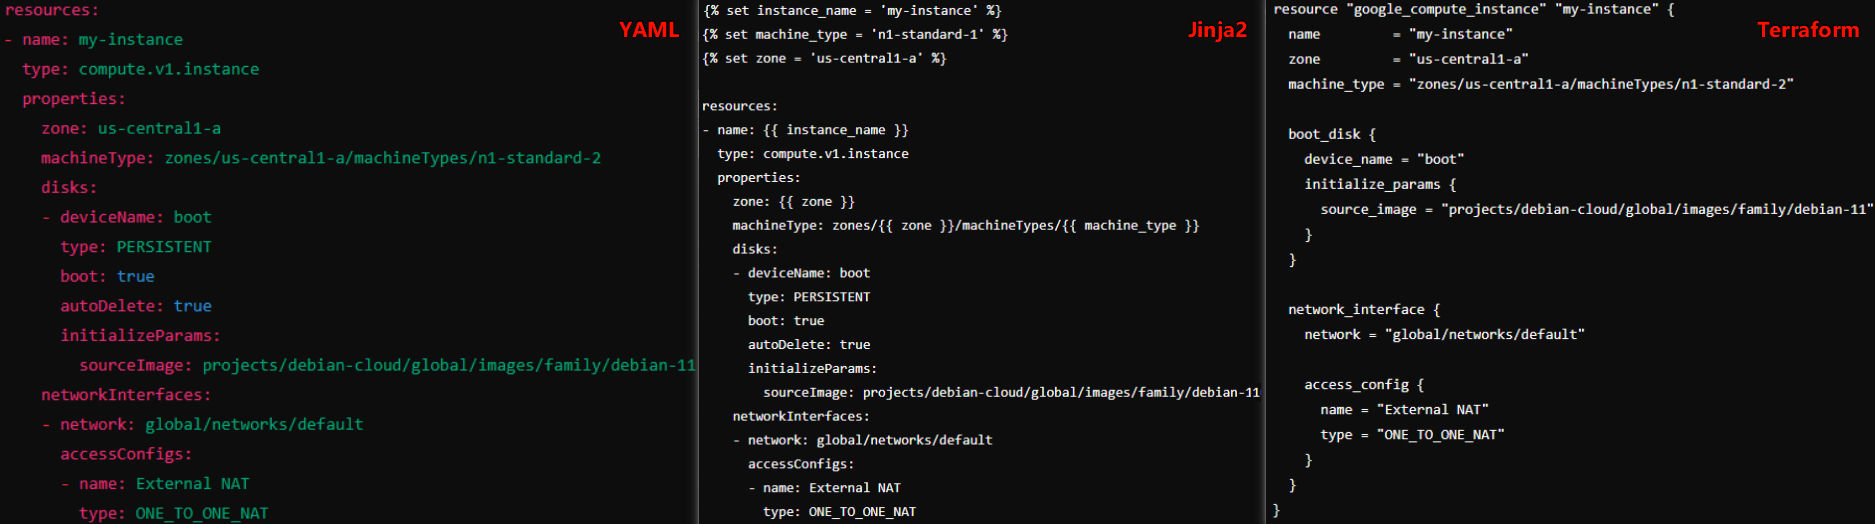 resources:
- name: my-instance
  type: compute.v1.instance
  properties:
    zone: us-central1-a
    machineType: zones/us-central1-a/machineTypes/n1-standard-2
    disks:
    - deviceName: boot
      type: PERSISTENT
      boot: true
      autoDelete: true
      initializeParams:
        sourceImage: projects/debian-cloud/global/images/family/debian-11
    networkInterfaces:
    - network: global/networks/default
      accessConfigs:
      - name: External NAT
        type: ONE_TO_ONE_NAT
YAML
{% set instance_name = 'my-instance' %}
{% set machine_type = 'n1-standard-1' %}
{% set zone = 'us-central1-a' %}
resources:
- name: {{ instance_name }}
  type: compute.v1.instance
  properties:
    zone: {{ zone }}
    machineType: zones/{{ zone }}/machineTypes/{{ machine_type }}
    disks:
    - deviceName: boot
      type: PERSISTENT
      boot: true
      autoDelete: true
      initializeParams:
        sourceImage: projects/debian-cloud/global/images/family/debian-11
    networkInterfaces:
    - network: global/networks/default
      accessConfigs:
      - name: External NAT
        type: ONE_TO_ONE_NAT
Jinja2
resource "google_compute_instance" "my-instance" {
  name         = "my-instance"
  zone         = "us-central1-a"
  machine_type = "zones/us-central1-a/machineTypes/n1-standard-2"
  boot_disk {
    device_name = "boot"
    initialize_params {
      source_image = "projects/debian-cloud/global/images/family/debian-11"
    }
  }
  network_interface {
    network = "global/networks/default"
    access_config {
      name = "External NAT"
      type = "ONE_TO_ONE_NAT"
    }
  }
}
Terraform